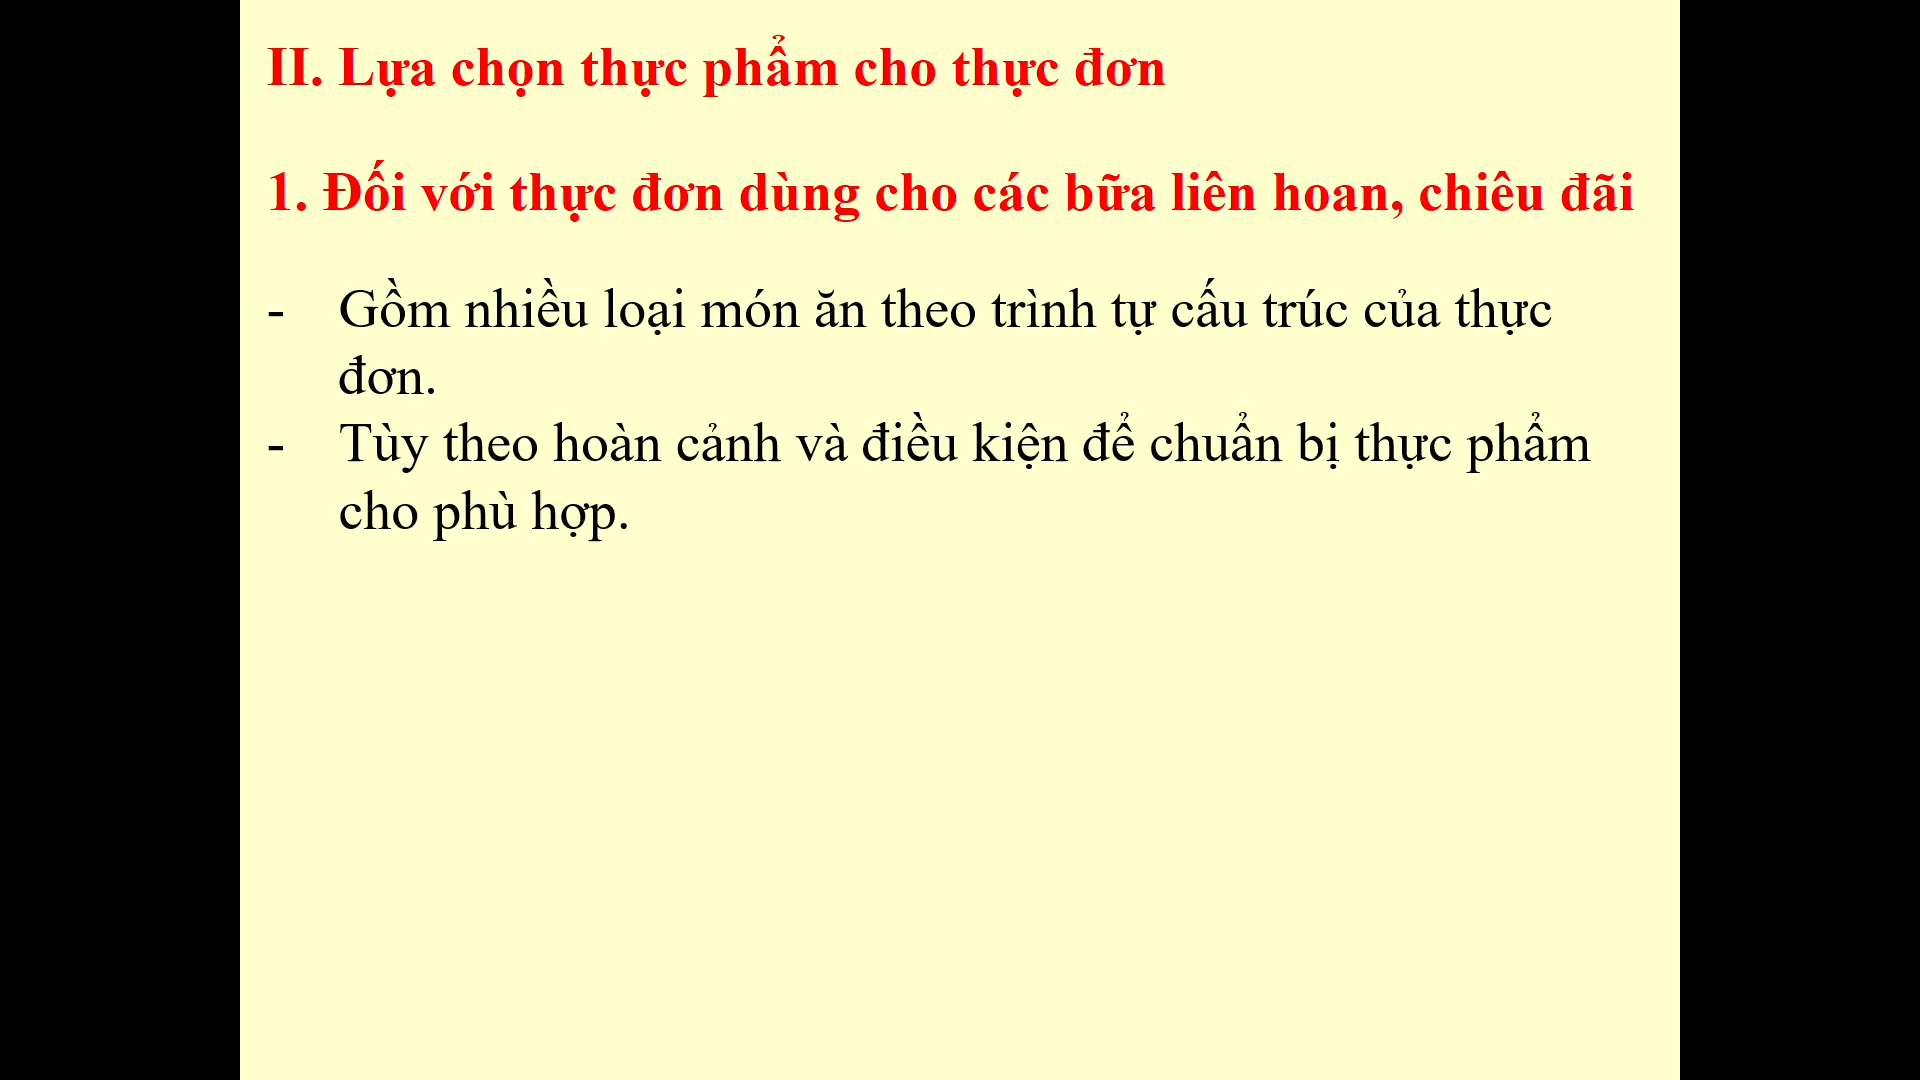 II. Lựa chọn thực phẩm cho thực đơn
1. Đối với thực đơn dùng cho các bữa liên hoan, chiêu đãi
- Gồm nhiều loại món ăn theo trình tự cấu trúc của thực
đơn.
- Tùy theo hoàn cảnh và điều kiện để chuẩn bị thực phẩm
cho phù hợp.